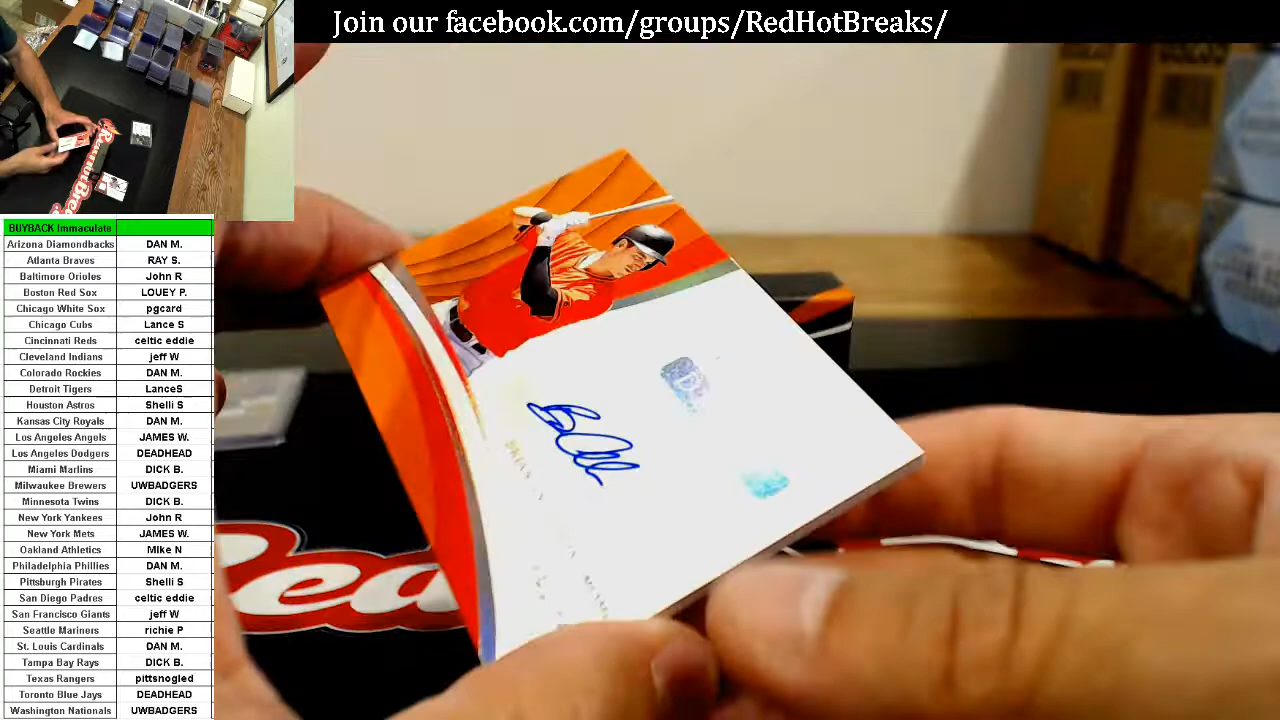 Join our facebook.com/groups/RedHotBreaks/
BUYBACK Immaculate
Arizona Diamondbacks DAN M.
Atlanta Braves RAY S.
Baltimore Orioles John R
Boston Red Sox LOUEY P.
Chicago White Sox pgcard
Chicago Cubs Lance S
Cincinnati Reds celtic eddie
Cleveland Indians jeff W
Colorado Rockies DAN M.
Detroit Tigers LanceS
Houston Astros Shelli S
Kansas City Royals DAN M.
Los Angeles Angels JAMES W.
Los Angeles Dodgers DEADHEAD
Miami Marlins DICK B.
Milwaukee Brewers UWBADGERS
Minnesota Twins DICK B.
New York Yankees John R
New York Mets JAMES W.
Oakland Athletics Mike N
Philadelphia Phillies DAN M.
Pittsburgh Pirates Shelli S
San Diego Padres celtic eddie
San Francisco Giants jeff W
Seattle Mariners richie P
St. Louis Cardinals DAN M.
Tampa Bay Rays DICK B.
Texas Rangers pittsnogled
Toronto Blue Jays DEADHEAD
Washington Nationals UWBADGERS
BRIAN